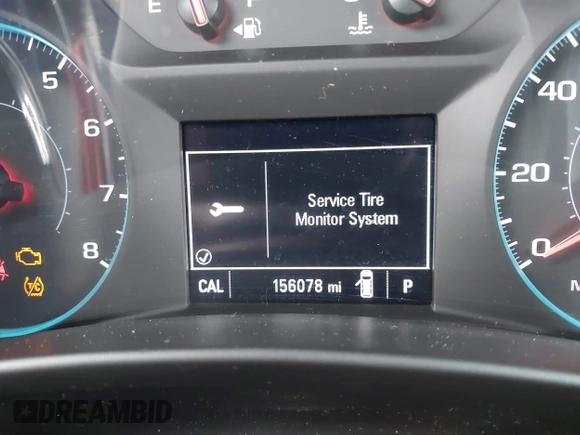 E F C
5
6
7
8
40
20
0
Service Tire
Monitor System
CAL 156078 mi P
T/C
M
DREAMBID